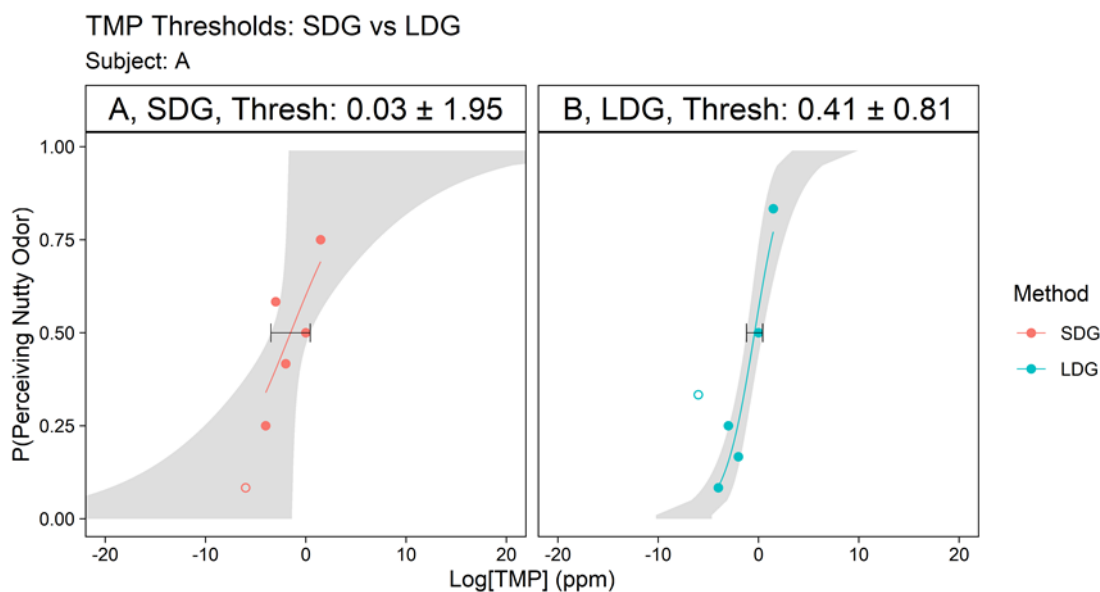 TMP Thresholds: SDG vs LDG
Subject: A
A, SDG, Thresh: 0.03 ± 1.95
B, LDG, Thresh: 0.41 ± 0.81
P(Perceiving Nutty Odor)
1.00
0.75
0.50
0.25
0.00
-20 -10 0 10 20
-20 -10 0 10 20
Log[TMP] (ppm)
Method
SDG
LDG